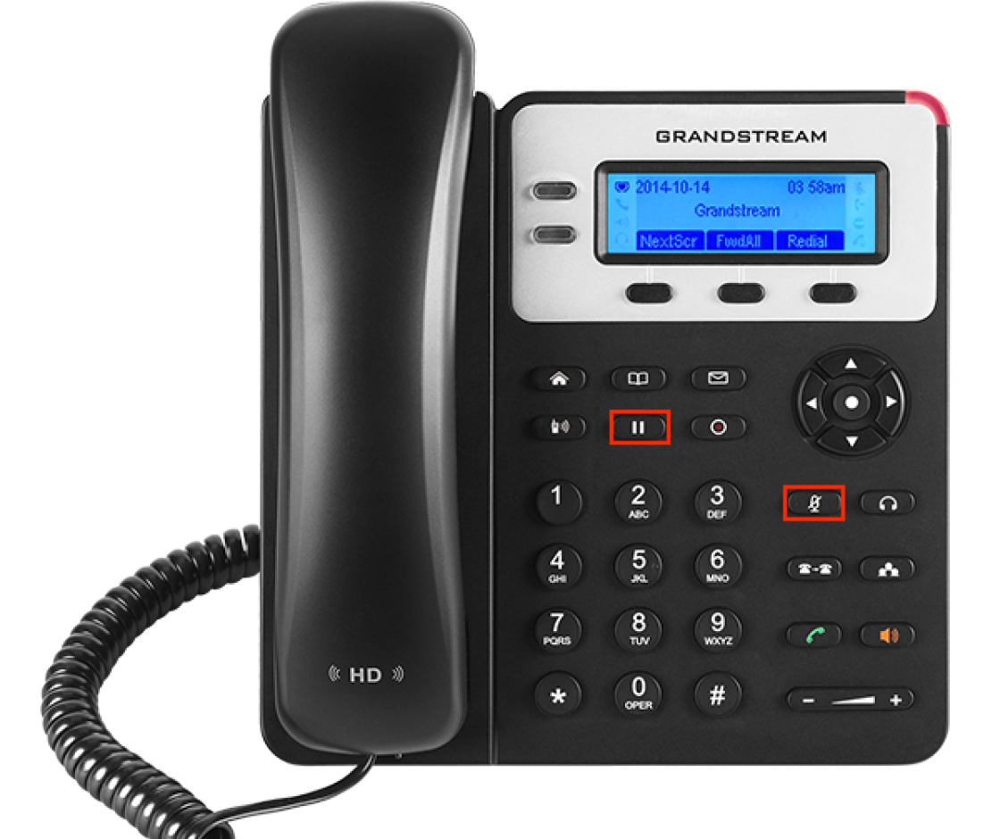 GRANDSTREAM
2014-10-14 03 58am
Grandstream
NextScr FwdAll Redial
1
2 ABC
3 DEF
4 GHI
5 JKL
6 MNO
7 PQRS
8 TUV
9 WXYZ
*
0 OPER
#
− +
HD